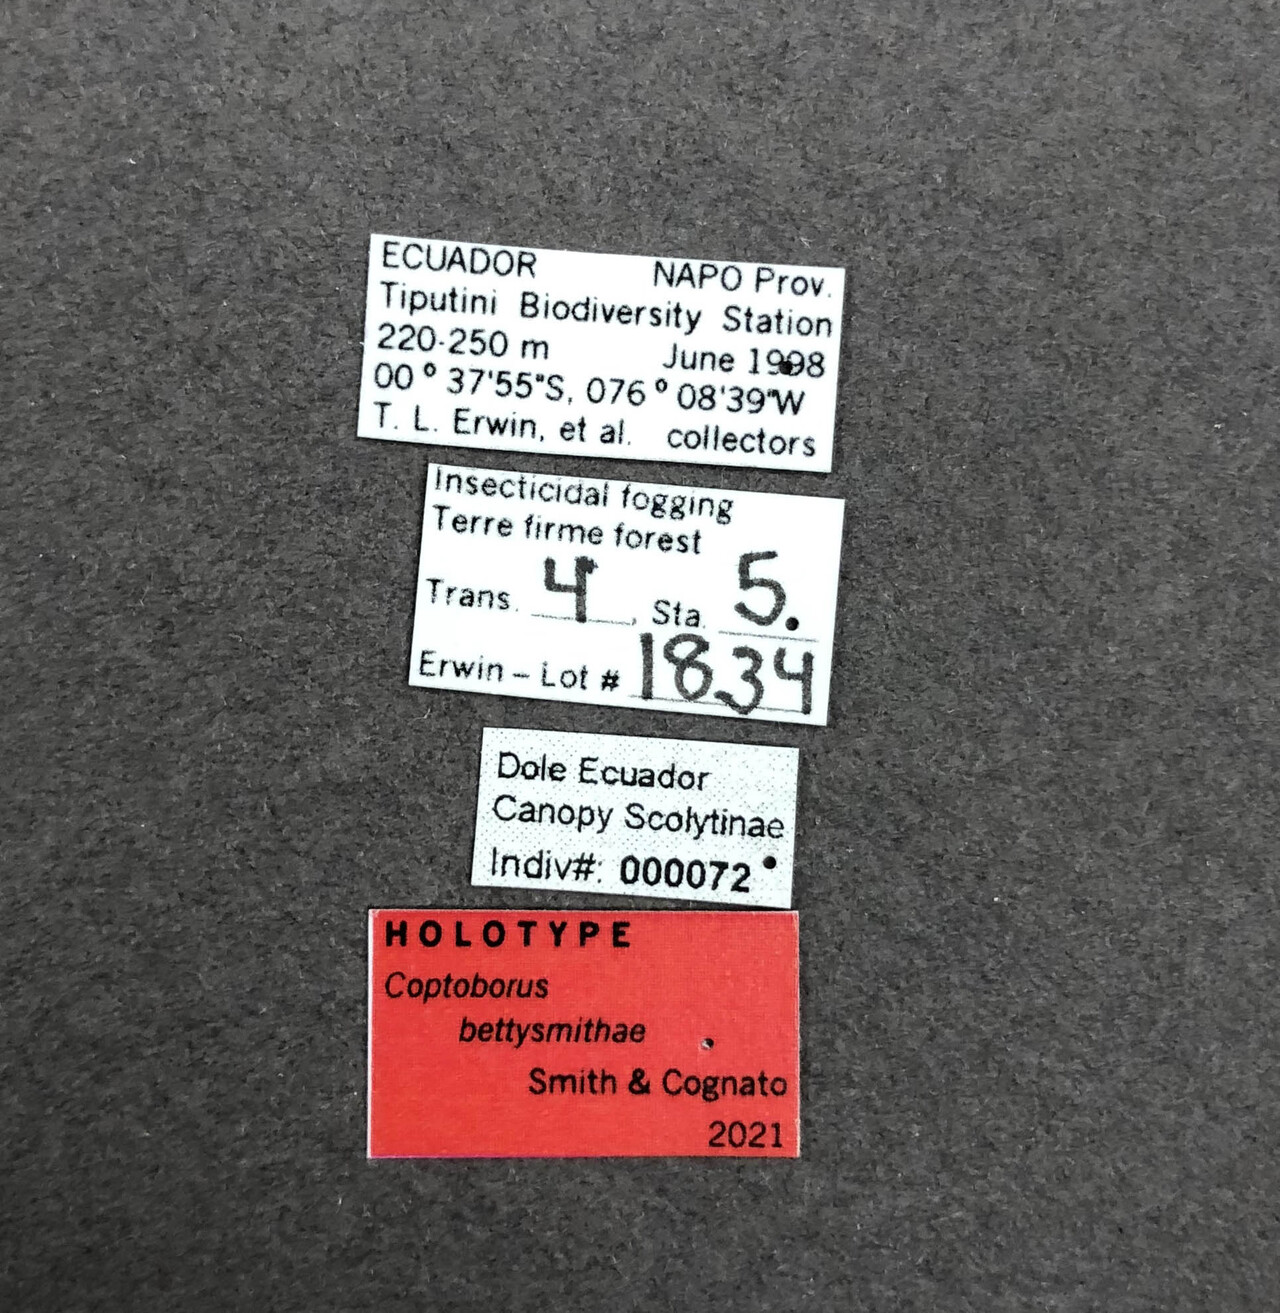 ECUADOR NAPO Prov.
Tiputini Biodiversity Station
220-250 m June 1998
00° 37'55"S, 076° 08'39"W
T. L. Erwin, et al. collectors
Insecticidal fogging
Terre firme forest
Trans. 4, Sta. 5.
Erwin – Lot # 1834
Dole Ecuador
Canopy Scolytinae
Indiv#: 000072
HOLOTYPE
Coptoborus
bettysmithae
Smith & Cognato
2021